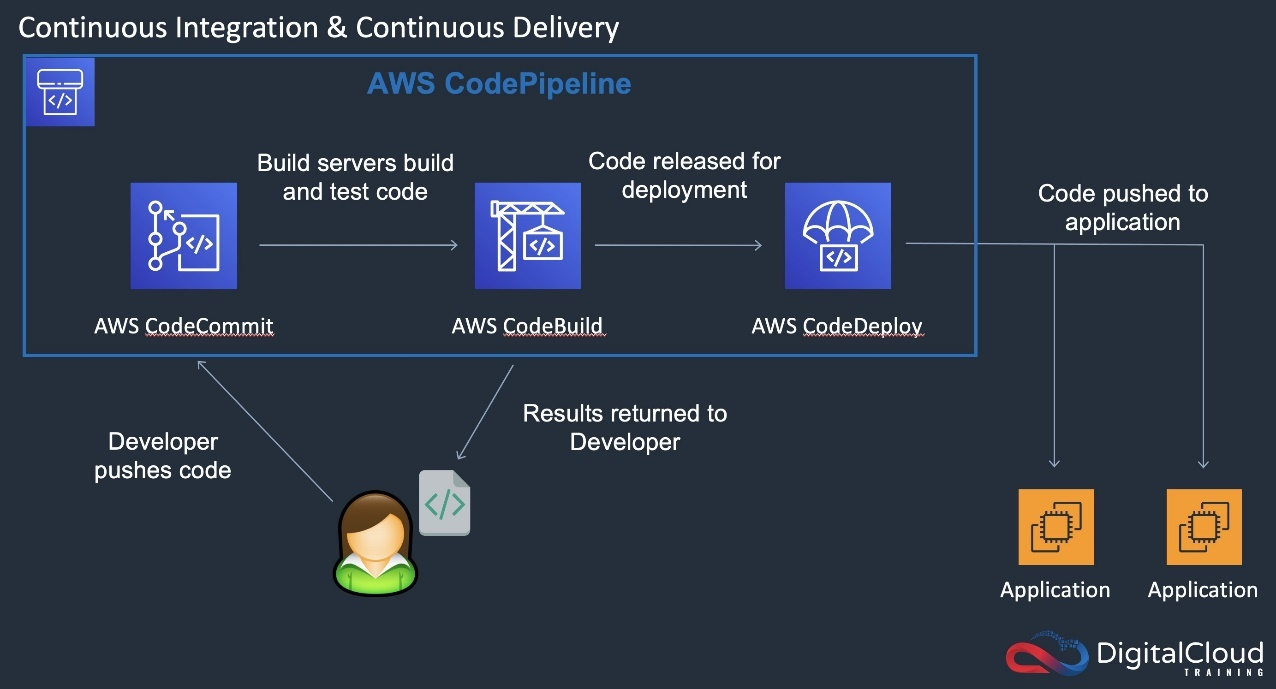 Continuous Integration & Continuous Delivery
AWS CodePipeline
Build servers build
and test code
Code released for
deployment
Code pushed to
application
</>
</>
</>
</>
AWS CodeCommit
AWS CodeBuild
AWS CodeDeploy
Developer
pushes code
Results returned to
Developer
</>
Application
Application
DigitalCloud
TRAINING